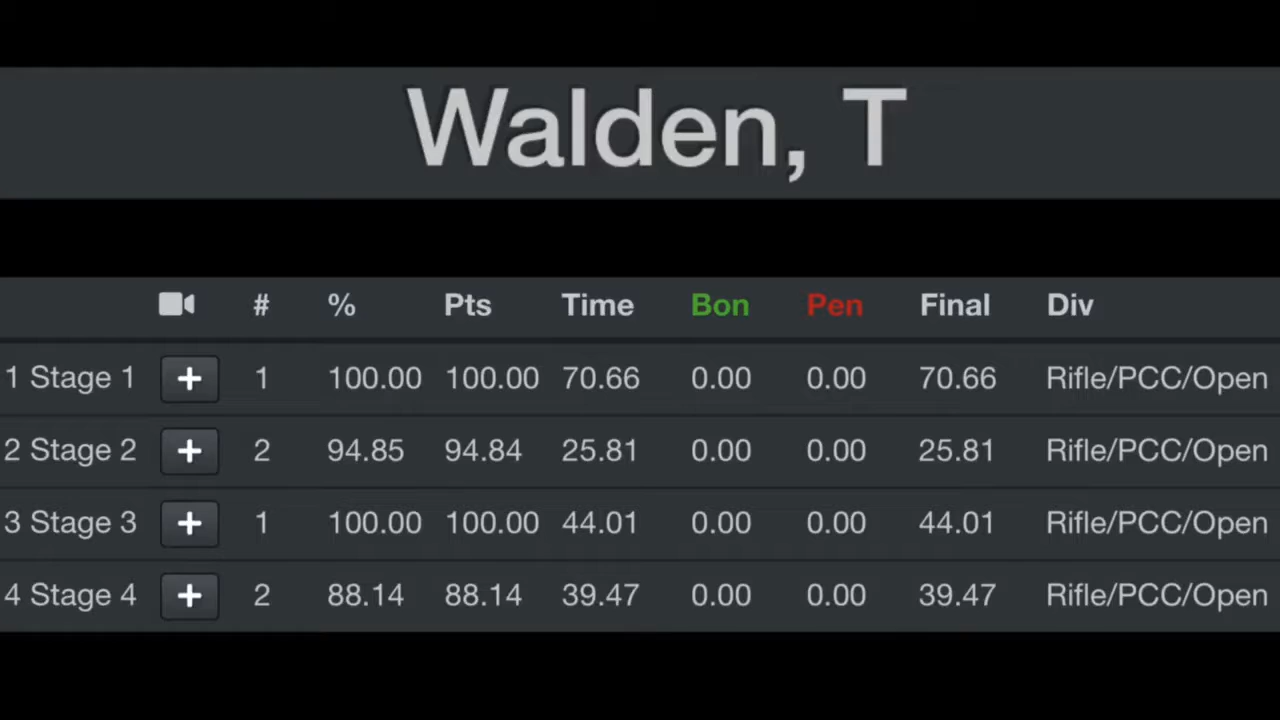 Walden, T
# % Pts Time Bon Pen Final Div
1 Stage 1 + 1 100.00 100.00 70.66 0.00 0.00 70.66 Rifle/PCC/Open
2 Stage 2 + 2 94.85 94.84 25.81 0.00 0.00 25.81 Rifle/PCC/Open
3 Stage 3 + 1 100.00 100.00 44.01 0.00 0.00 44.01 Rifle/PCC/Open
4 Stage 4 + 2 88.14 88.14 39.47 0.00 0.00 39.47 Rifle/PCC/Open